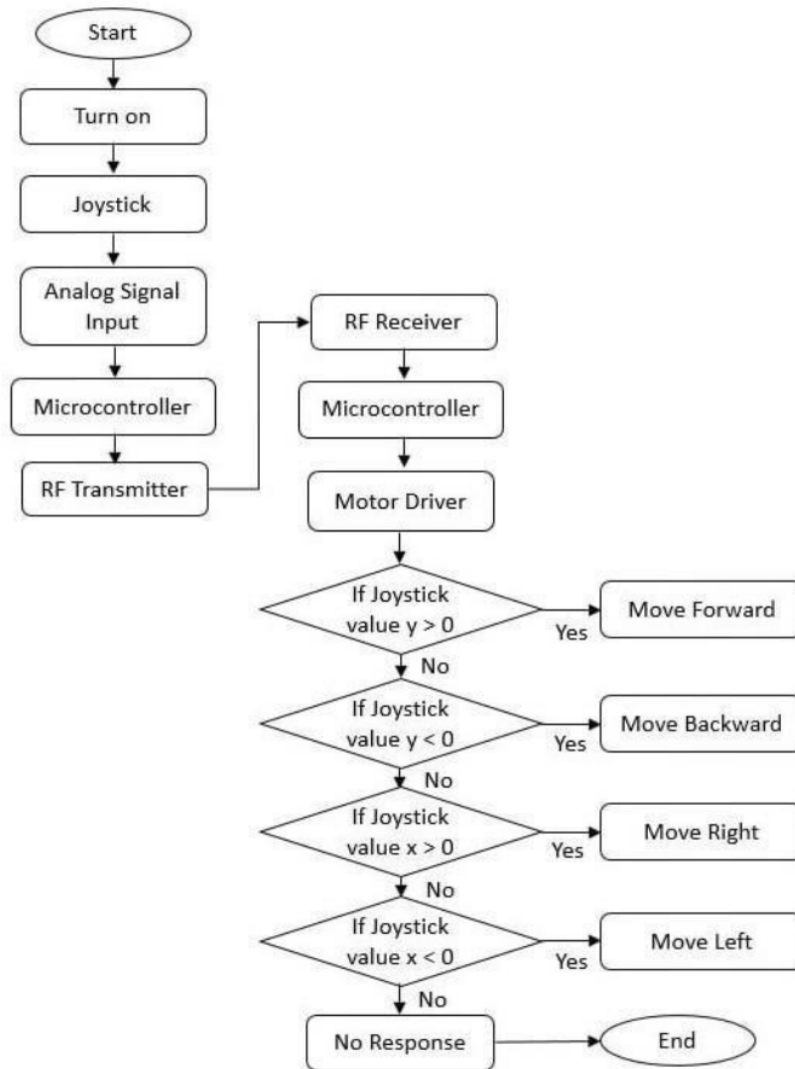 Start
Turn on
Joystick
Analog Signal
Input
Microcontroller
RF Transmitter
RF Receiver
Microcontroller
Motor Driver
If Joystick
value y > 0
Yes
Move Forward
No
If Joystick
value y < 0
Yes
Move Backward
No
If Joystick
value x > 0
Yes
Move Right
No
If Joystick
value x < 0
Yes
Move Left
No
No Response
End